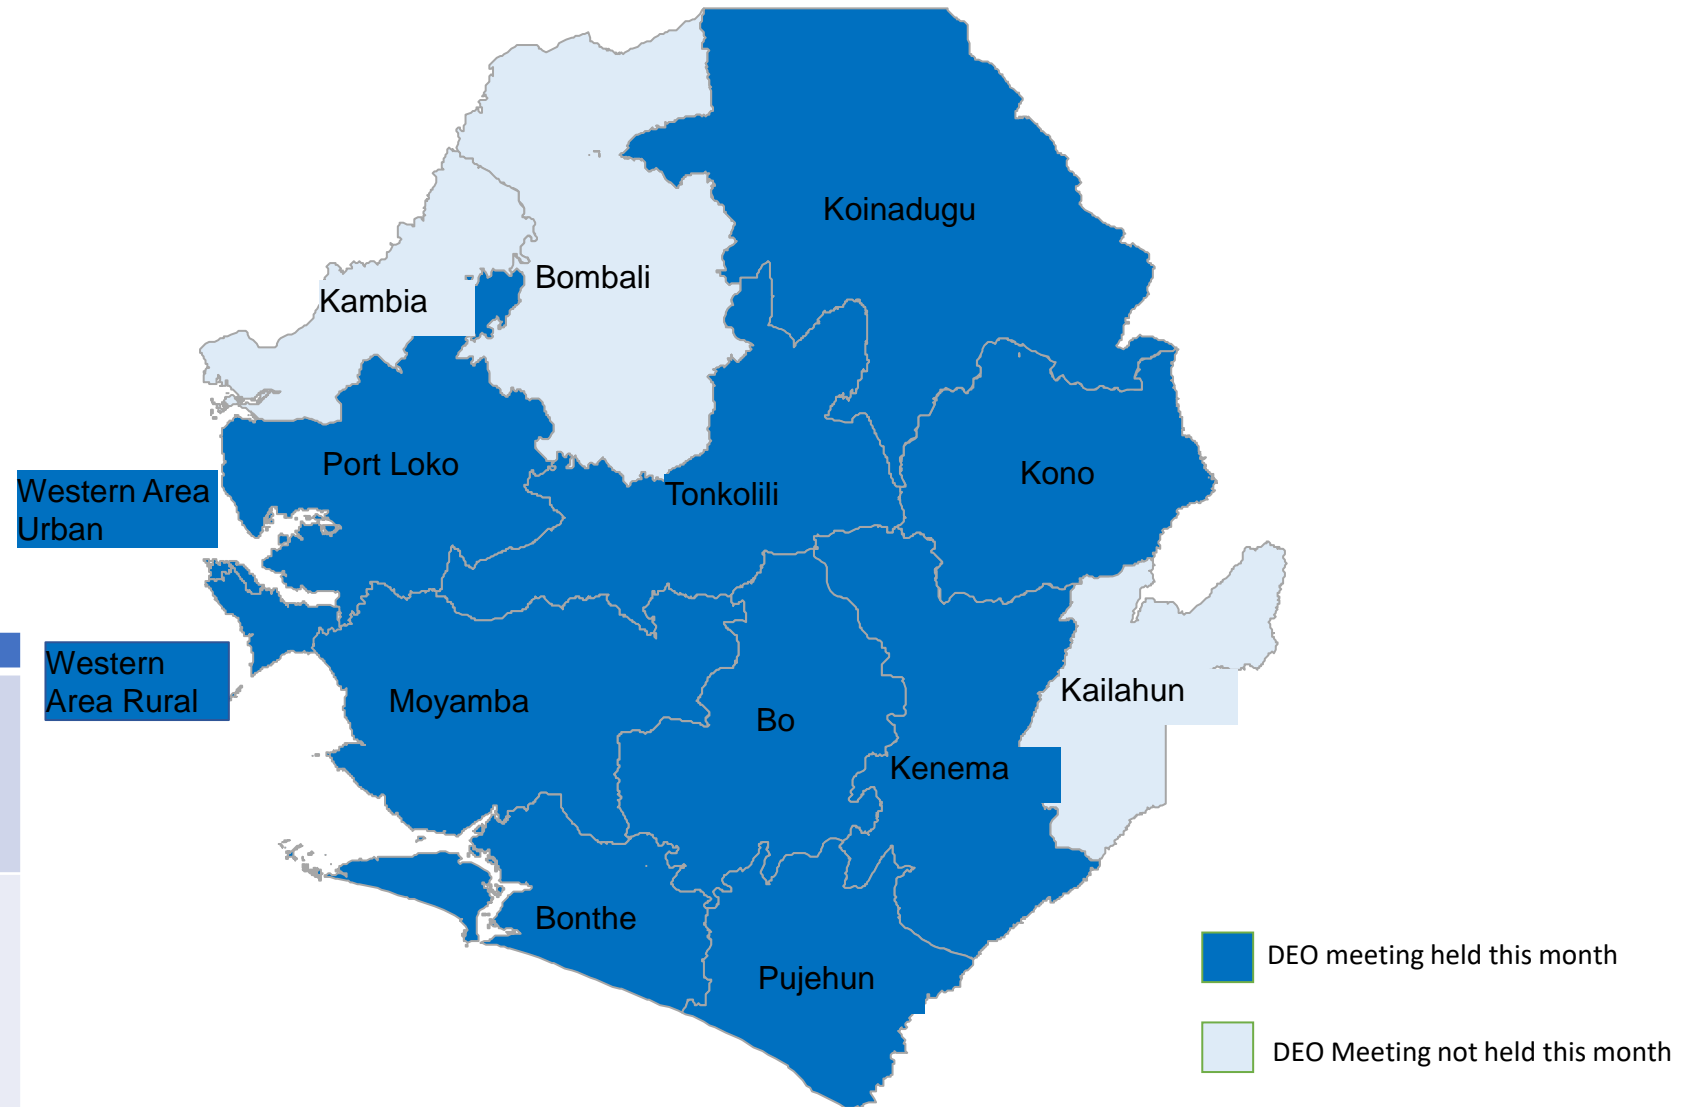 Koinadugu
Bombali
Kambia
Port Loko
Kono
Western Area
Urban
Tonkolili
Western
Area Rural
Kailahun
Moyamba
Bo
Kenema
Bonthe
Pujehun
DEO meeting held this month
DEO Meeting not held this month